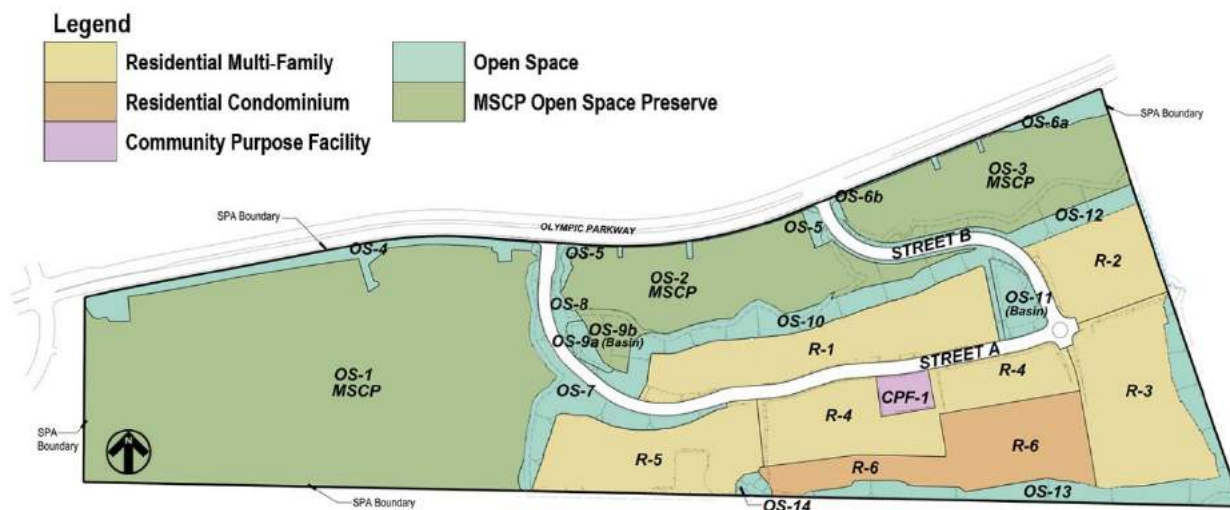 Legend
Residential Multi-Family
Residential Condominium
Community Purpose Facility
Open Space
MSCP Open Space Preserve
SPA Boundary
OS-6a
OS-3
MSCP
OS-6b
SPA Boundary
OLYMPIC PARKWAY
OS-5
OS-12
OS-4
OS-5
STREET B
R-2
OS-2
MSCP
OS-8
OS-11
(Basin)
OS-10
OS-9b
(Basin)
OS-9a
R-1
STREET A
OS-1
MSCP
OS-7
R-4
R-3
CPF-1
R-4
SPA
Boundary
N
R-5
R-6
R-6
OS-13
SPA Boundary
OS-14